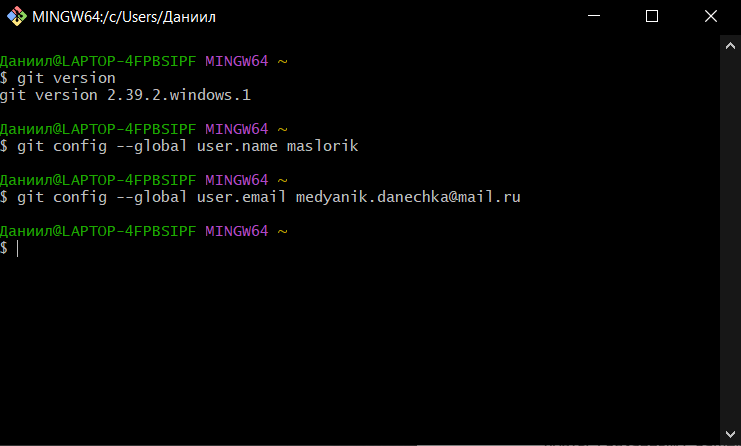 MINGW64:/c/Users/Даниил
Даниил@LAPTOP-4FPBSIPF MINGW64 ~
$ git version
git version 2.39.2.windows.1
Даниил@LAPTOP-4FPBSIPF MINGW64 ~
$ git config --global user.name maslorik
Даниил@LAPTOP-4FPBSIPF MINGW64 ~
$ git config --global user.email medyanik.danechka@mail.ru
Даниил@LAPTOP-4FPBSIPF MINGW64 ~
$